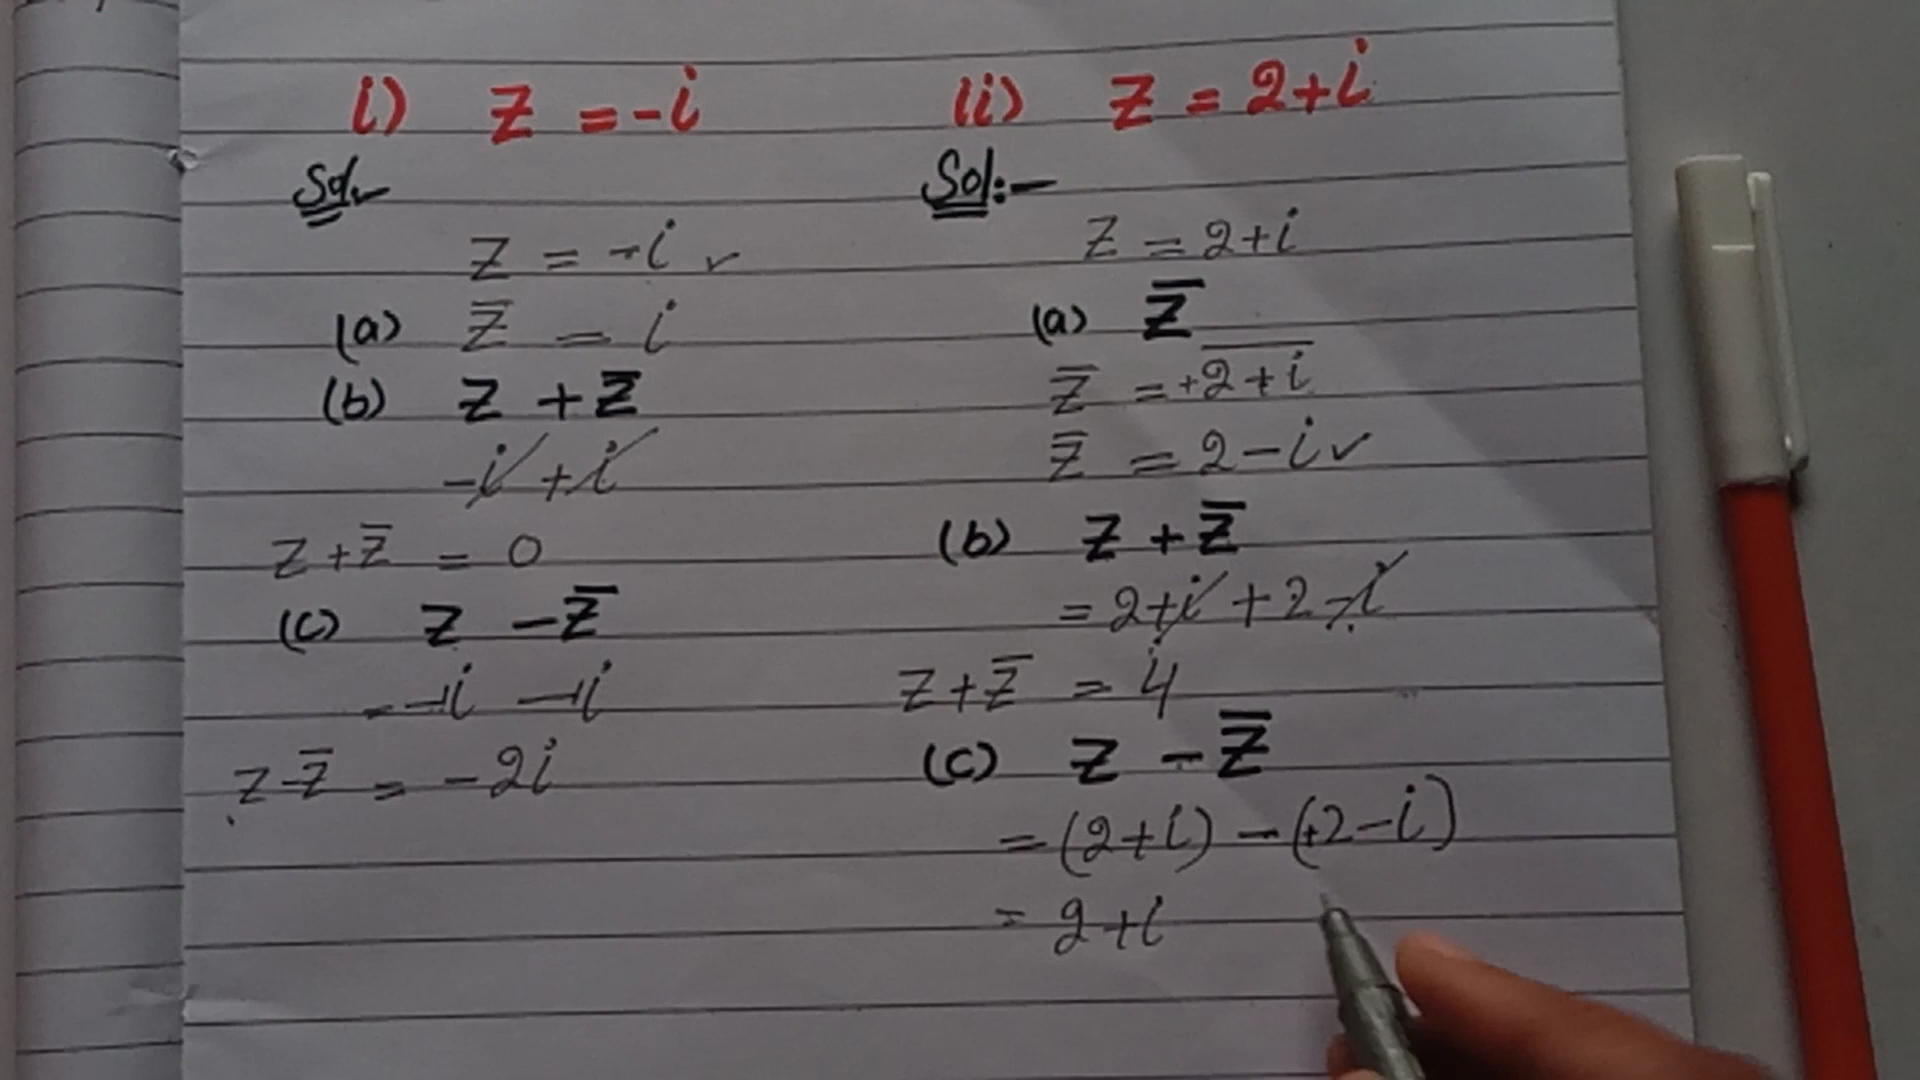 i) z = -i
Sol:-
z = -i ✓
(a) z̅ = i
(b) z + z̅
-i + i
z + z̅ = 0
(c) z - z̅
= -i - i
z - z̅ = -2i
(ii) z = 2+i
Sol:-
z = 2+i
(a) z̅
z̅ = +2+i̅
z̅ = 2-i ✓
(b) z + z̅
= 2+i + 2-i
z + z̅ = 4
(c) z - z̅
= (2+i) - (+2-i)
= 2+i